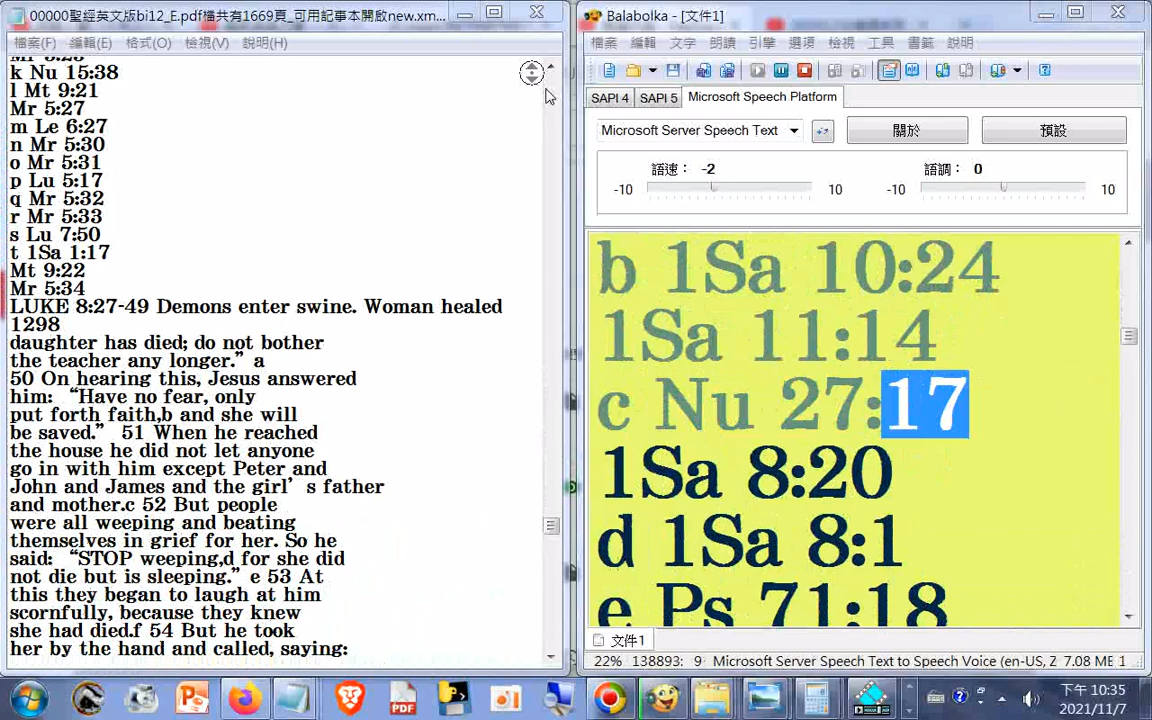 00000聖經英文版bi12_E.pdf檔共有1669頁_可用記事本開啟new.xm...
檔案(F) 編輯(E) 格式(O) 檢視(V) 說明(H)
k Nu 15:38
l Mt 9:21
Mr 5:27
m Le 6:27
n Mr 5:30
o Mr 5:31
p Lu 5:17
q Mr 5:32
r Mr 5:33
s Lu 7:50
t 1Sa 1:17
Mt 9:22
Mr 5:34
LUKE 8:27-49 Demons enter swine. Woman healed
1298
daughter has died; do not bother
the teacher any longer.” a
50 On hearing this, Jesus answered
him: “Have no fear, only
put forth faith,b and she will
be saved.” 51 When he reached
the house he did not let anyone
go in with him except Peter and
John and James and the girl’s father
and mother.c 52 But people
were all weeping and beating
themselves in grief for her. So he
said: “STOP weeping,d for she did
not die but is sleeping.” e 53 At
this they began to laugh at him
scornfully, because they knew
she had died.f 54 But he took
her by the hand and called, saying:
Balabolka - [文件1]
檔案 編輯 文字 朗讀 引擎 選項 檢視 工具 書籤 說明
SAPI 4 SAPI 5 Microsoft Speech Platform
Microsoft Server Speech Text 關於 預設
語速： -2 語調： 0
-10 10 -10 10
b 1Sa 10:24
1Sa 11:14
c Nu 27:17
1Sa 8:20
d 1Sa 8:1
e Ps 71:18
文件1
22% 138893: 9 Microsoft Server Speech Text to Speech Voice (en-US, Z 7.08 ME 1
PDF
下午 10:35
2021/11/7